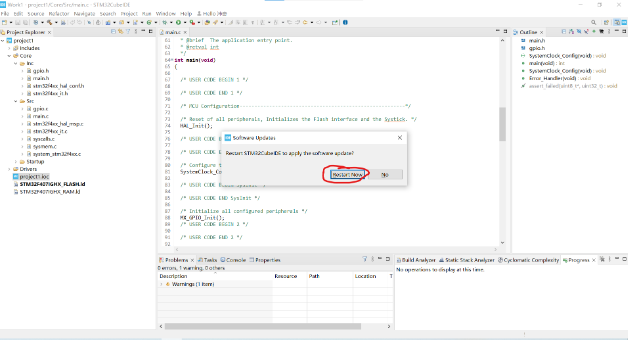 Work1 - project1/Core/Src/main.c - STM32CubeIDE
File Edit Source Refactor Navigate Search Project Run Window Help Hello
Project Explorer
project1
Includes
Core
Inc
gpio.h
main.h
stm32f4xx_hal_conf.h
stm32f4xx_it.h
Src
gpio.c
main.c
stm32f4xx_hal_msp.c
stm32f4xx_it.c
syscalls.c
sysmem.c
system_stm32f4xx.c
Startup
Drivers
project1.ioc
STM32F407IGHX_FLASH.ld
STM32F407IGHX_RAM.ld
main.c
61 * @brief The application entry point.
62 * @retval int
63 */
64 int main(void)
65 {
66
67 /* USER CODE BEGIN 1 */
68
69 /* USER CODE END 1 */
70
71 /* MCU Configuration--------------------------------------------------------*/
72
73 /* Reset of all peripherals, Initializes the Flash interface and the Systick. */
74 HAL_Init();
75
76 /* USER CODE B
77
78 /* USER CODE E
79
80 /* Configure t
81 SystemClock_Co
82
83 /* USER CODE BEGIN SysInit */
84
85 /* USER CODE END SysInit */
86
87 /* Initialize all configured peripherals */
88 MX_GPIO_Init();
89 /* USER CODE BEGIN 2 */
90
91 /* USER CODE END 2 */
92
Software Updates
Restart STM32CubeIDE to apply the software update?
Restart Now
No
Outline
main.h
gpio.h
SystemClock_Config(void) : void
main(void) : int
SystemClock_Config(void) : void
Error_Handler(void) : void
assert_failed(uint8_t*, uint32_t) : void
Problems Tasks Console Properties
0 errors, 1 warning, 0 others
Description Resource Path Location T
Warnings (1 item)
Build Analyzer Static Stack Analyzer Cyclomatic Complexity Progress
No operations to display at this time.